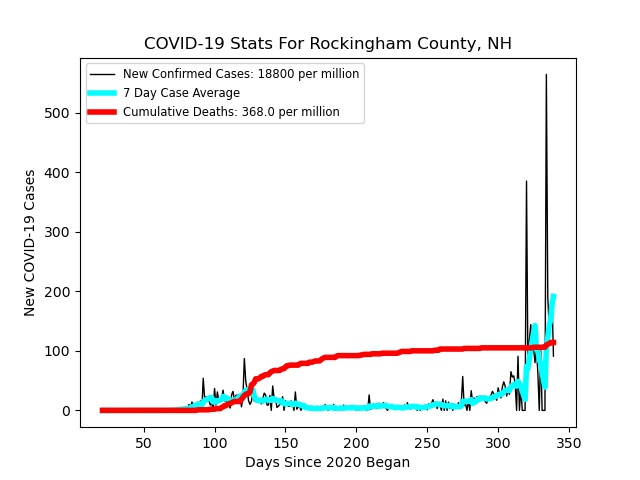 COVID-19 Stats For Rockingham County, NH
New Confirmed Cases: 18800 per million
7 Day Case Average
Cumulative Deaths: 368.0 per million
New COVID-19 Cases
500
400
300
200
100
0
50
100
150
200
250
300
350
Days Since 2020 Began